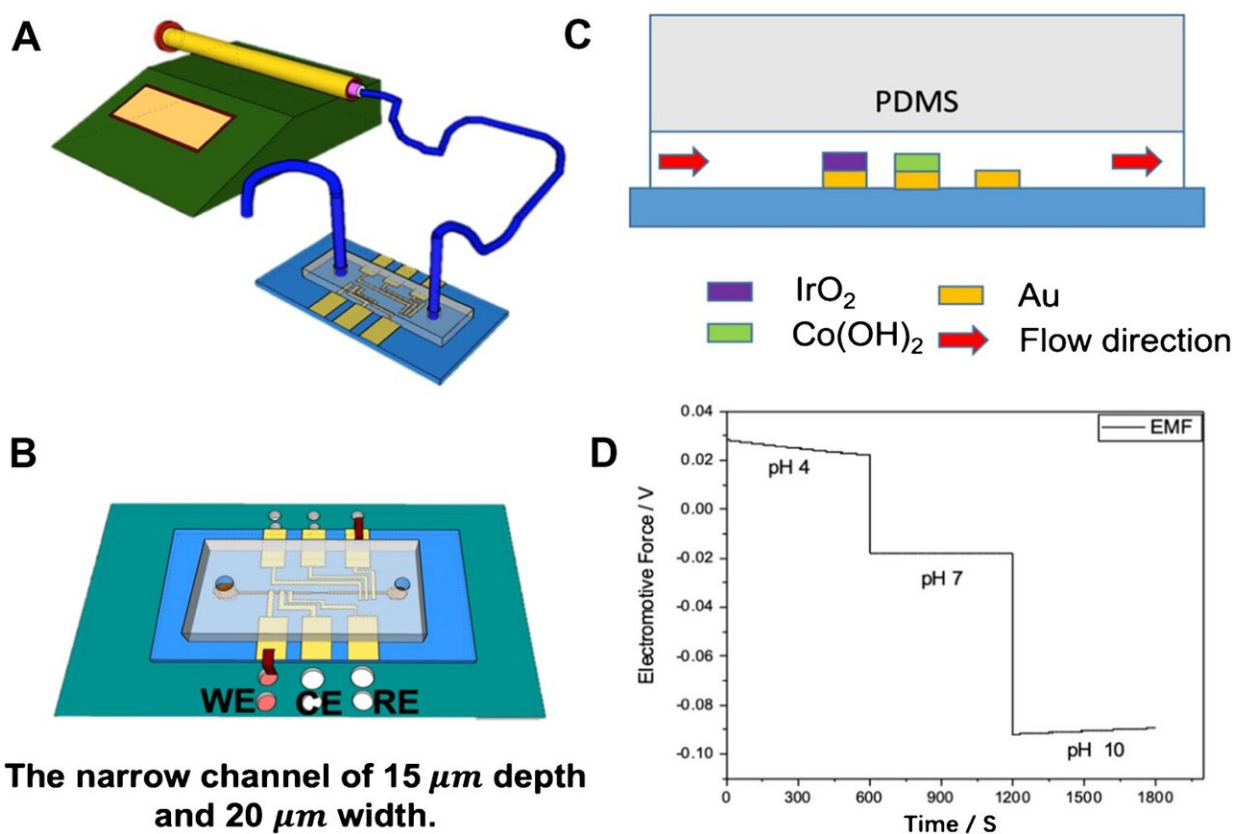 A
B
WE CE RE
The narrow channel of 15 μm depth
and 20 μm width.
C
PDMS
IrO₂
Au
Co(OH)₂
Flow direction
D
EMF
Electromotive Force / V
0.04
0.02
0.00
-0.02
-0.04
-0.06
-0.08
-0.10
pH 4
pH 7
pH 10
0 300 600 900 1200 1500 1800
Time / S